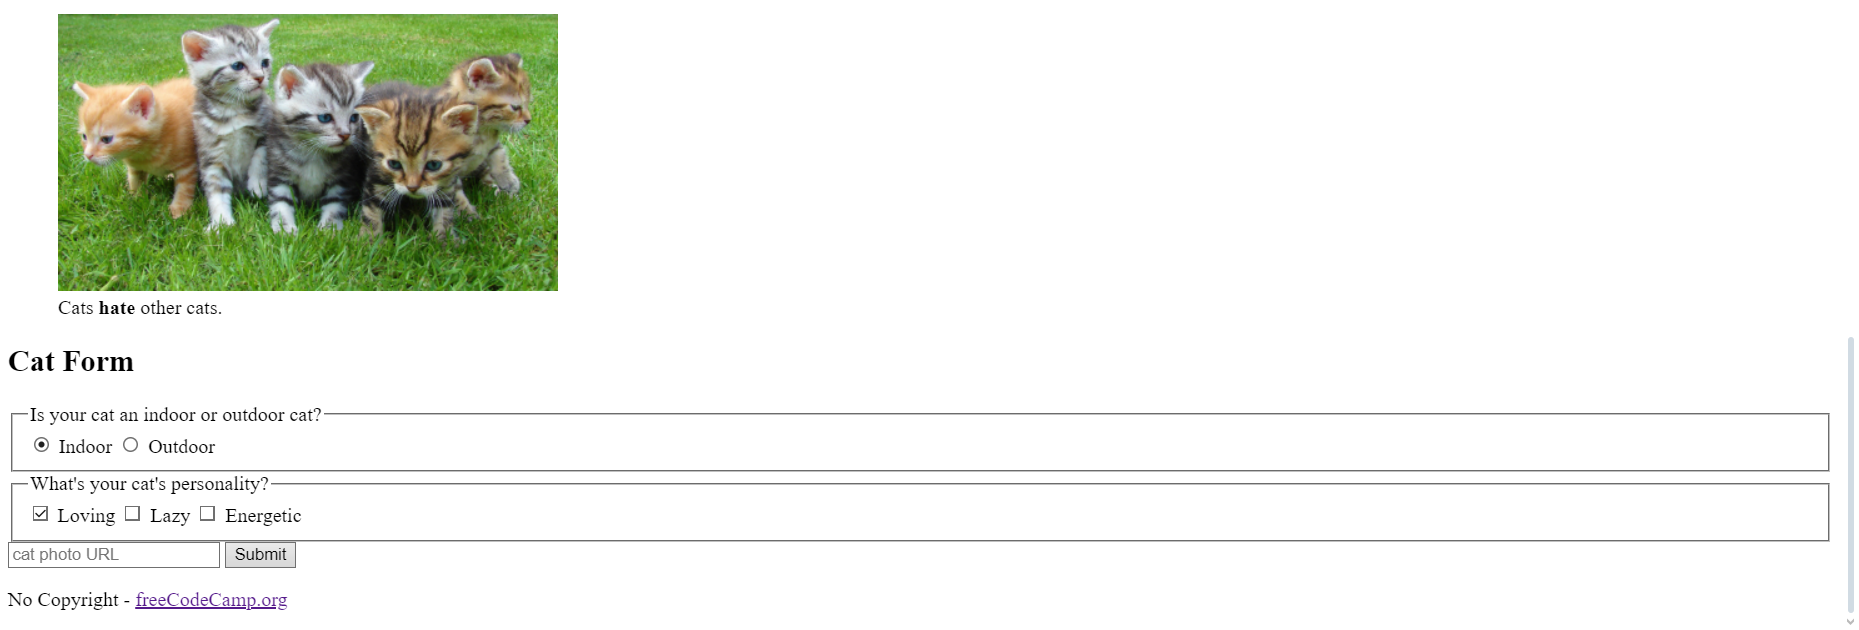 Cats hate other cats.
Cat Form
Is your cat an indoor or outdoor cat?
Indoor Outdoor
What's your cat's personality?
Loving Lazy Energetic
cat photo URL Submit
No Copyright - freeCodeCamp.org